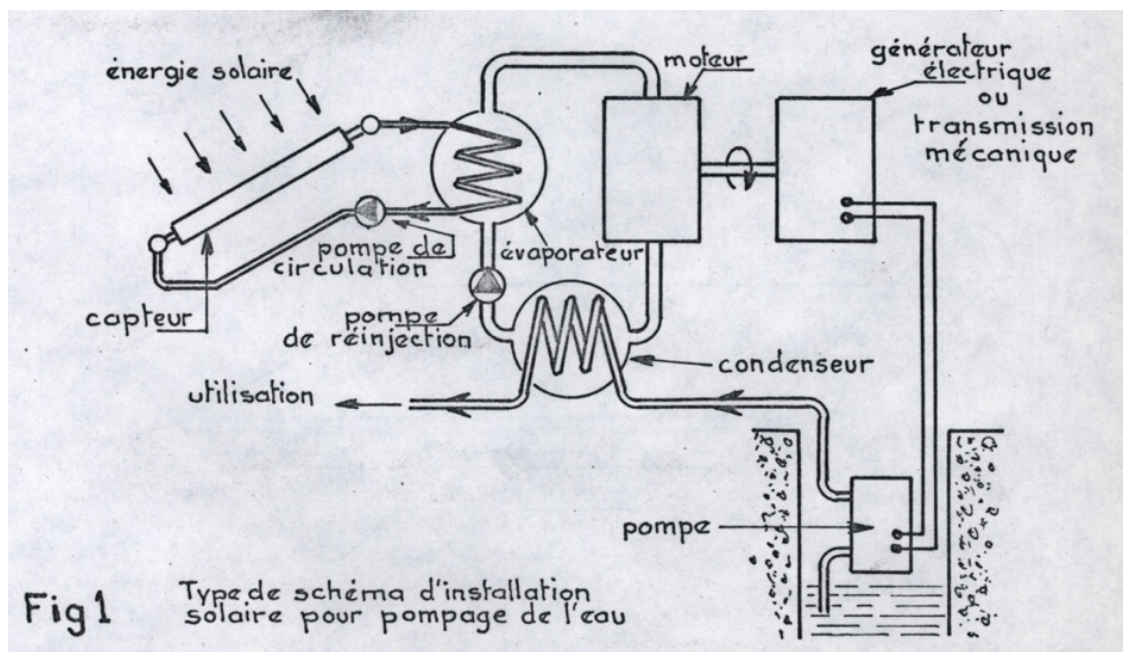 énergie solaire
moteur
générateur
électrique
ou
transmission
mécanique
pompe de
circulation
évaporateur
capteur
pompe
de réinjection
condenseur
utilisation
pompe
Fig 1
Type de schéma d'installation
solaire pour pompage de l'eau